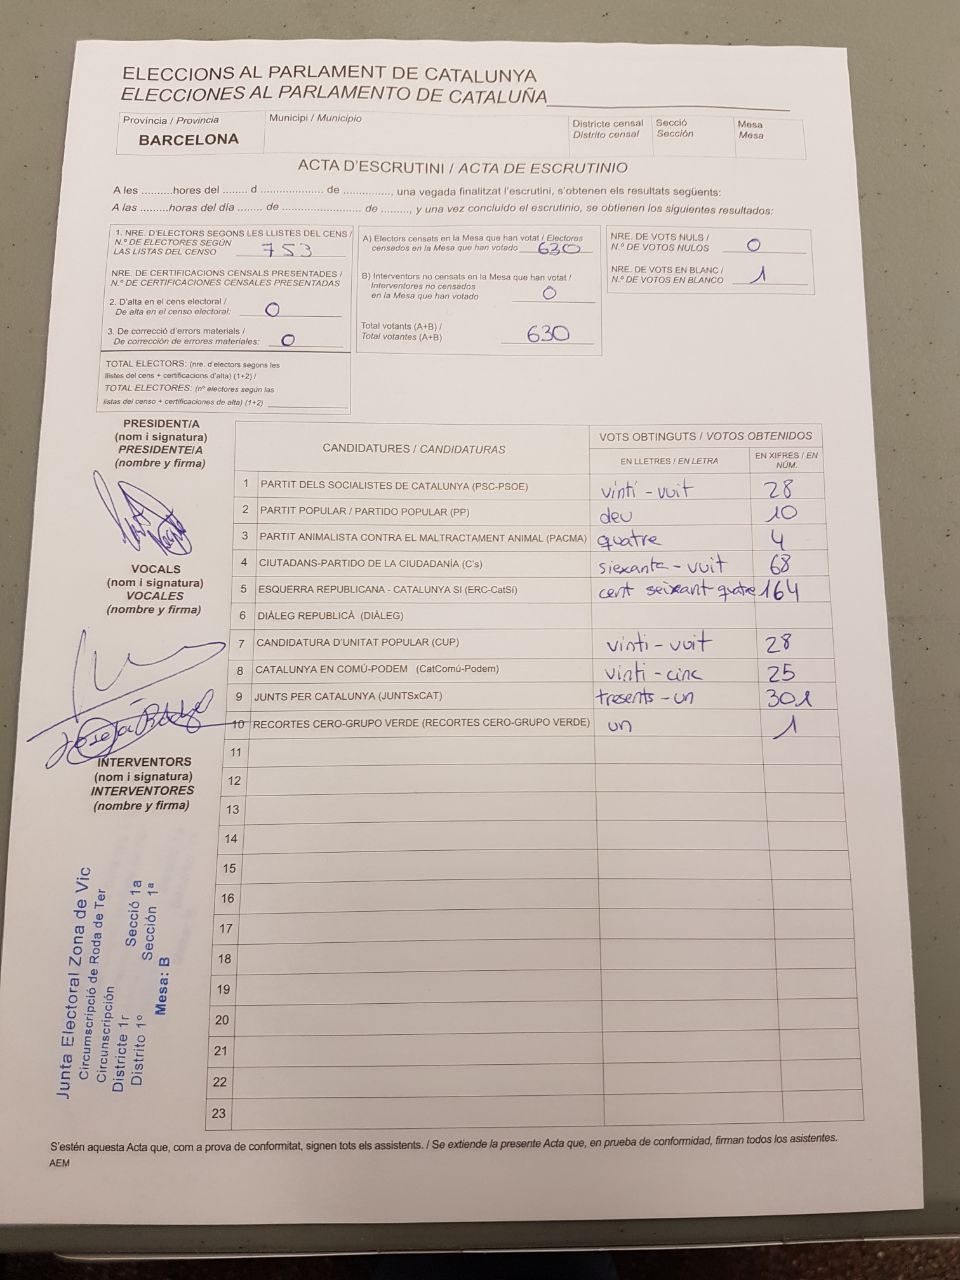 ELECCIONS AL PARLAMENT DE CATALUNYA
ELECCIONES AL PARLAMENTO DE CATALUÑA
Província / Provincia
BARCELONA
Municipi / Municipio
Districte censal
Distrito censal
Secció
Sección
Mesa
Mesa
ACTA D'ESCRUTINI / ACTA DE ESCRUTINIO
A les ..........hores del ........ d .................... de ..............., una vegada finalitzat l'escrutini, s'obtenen els resultats següents:
A las .........horas del día ........ de ......................... de ........, y una vez concluido el escrutinio, se obtienen los siguientes resultados:
1. NRE. D'ELECTORS SEGONS LES LLISTES DEL CENS /
N.º DE ELECTORES SEGÚN
LAS LISTAS DEL CENSO 753
NRE. DE CERTIFICACIONS CENSALS PRESENTADES /
N.º DE CERTIFICACIONES CENSALES PRESENTADAS
2. D'alta en el cens electoral /
De alta en el censo electoral: 0
3. De correcció d'errors materials /
De corrección de errores materiales: 0
TOTAL ELECTORS: (nre. d'electors segons les
llistes del cens + certificacions d'alta) (1+2) /
TOTAL ELECTORES: (nº electores según las
listas del censo + certificaciones de alta) (1+2)
A) Electors censats en la Mesa que han votat / Electores
censados en la Mesa que han votado 630
B) Interventors no censats en la Mesa que han votat /
Interventores no censados
en la Mesa que han votado 0
Total votants (A+B) /
Total votantes (A+B) 630
NRE. DE VOTS NULS /
N.º DE VOTOS NULOS 0
NRE. DE VOTS EN BLANC /
N.º DE VOTOS EN BLANCO 1
PRESIDENT/A
(nom i signatura)
PRESIDENTE/A
(nombre y firma)
VOCALS
(nom i signatura)
VOCALES
(nombre y firma)
INTERVENTORS
(nom i signatura)
INTERVENTORES
(nombre y firma)
CANDIDATURES / CANDIDATURAS
VOTS OBTINGUTS / VOTOS OBTENIDOS
EN LLETRES / EN LETRA
EN XIFRES / EN NÚM.
1 PARTIT DELS SOCIALISTES DE CATALUNYA (PSC-PSOE) vinti-vuit 28
2 PARTIT POPULAR / PARTIDO POPULAR (PP) deu 10
3 PARTIT ANIMALISTA CONTRA EL MALTRACTAMENT ANIMAL (PACMA) quatre 4
4 CIUTADANS-PARTIDO DE LA CIUDADANÍA (C's) siexanta-vuit 68
5 ESQUERRA REPUBLICANA - CATALUNYA SI (ERC-CatSí) cent seixant quatre 164
6 DIÀLEG REPUBLICÀ (DIÀLEG)
7 CANDIDATURA D'UNITAT POPULAR (CUP) vinti-vuit 28
8 CATALUNYA EN COMÚ-PODEM (CatComú-Podem) vinti-cinc 25
9 JUNTS PER CATALUNYA (JUNTSxCAT) tresents-un 301
10 RECORTES CERO-GRUPO VERDE (RECORTES CERO-GRUPO VERDE) un 1
11
12
13
14
15
16
17
18
19
20
21
22
23
Junta Electoral Zona de Vic
Circumscripció de Roda de Ter
Circunscripción
Districte 1r Secció 1a
Distrito 1º Sección 1ª
Mesa: B
S'estén aquesta Acta que, com a prova de conformitat, signen tots els assistents. / Se extiende la presente Acta que, en prueba de conformidad, firman todos los asistentes.
AEM